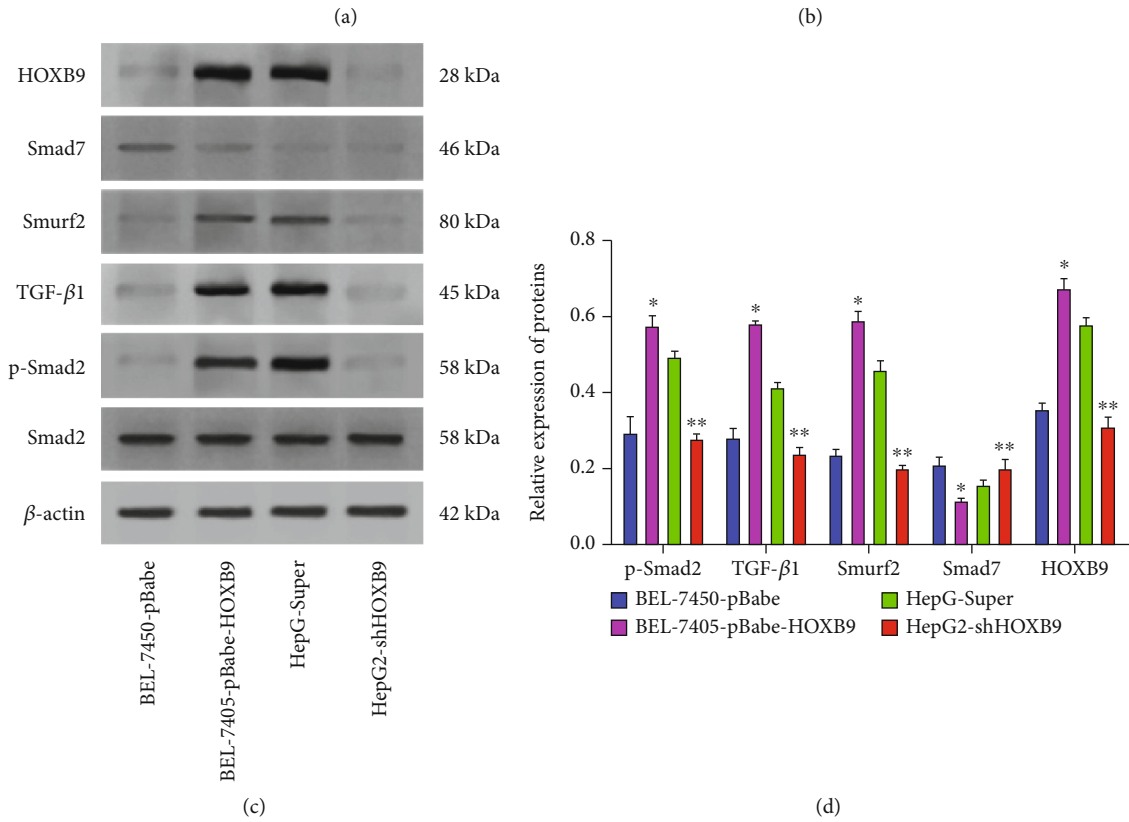 (a)
(b)
HOXB9
28 kDa
Smad7
46 kDa
Smurf2
80 kDa
TGF-β1
45 kDa
p-Smad2
58 kDa
Smad2
58 kDa
β-actin
42 kDa
BEL-7450-pBabe
BEL-7405-pBabe-HOXB9
HepG-Super
HepG2-shHOXB9
(c)
Relative expression of proteins
0.8
0.6
0.4
0.2
0.0
*
**
*
**
*
**
*
**
*
**
p-Smad2
TGF-β1
Smurf2
Smad7
HOXB9
BEL-7450-pBabe
HepG-Super
BEL-7405-pBabe-HOXB9
HepG2-shHOXB9
(d)